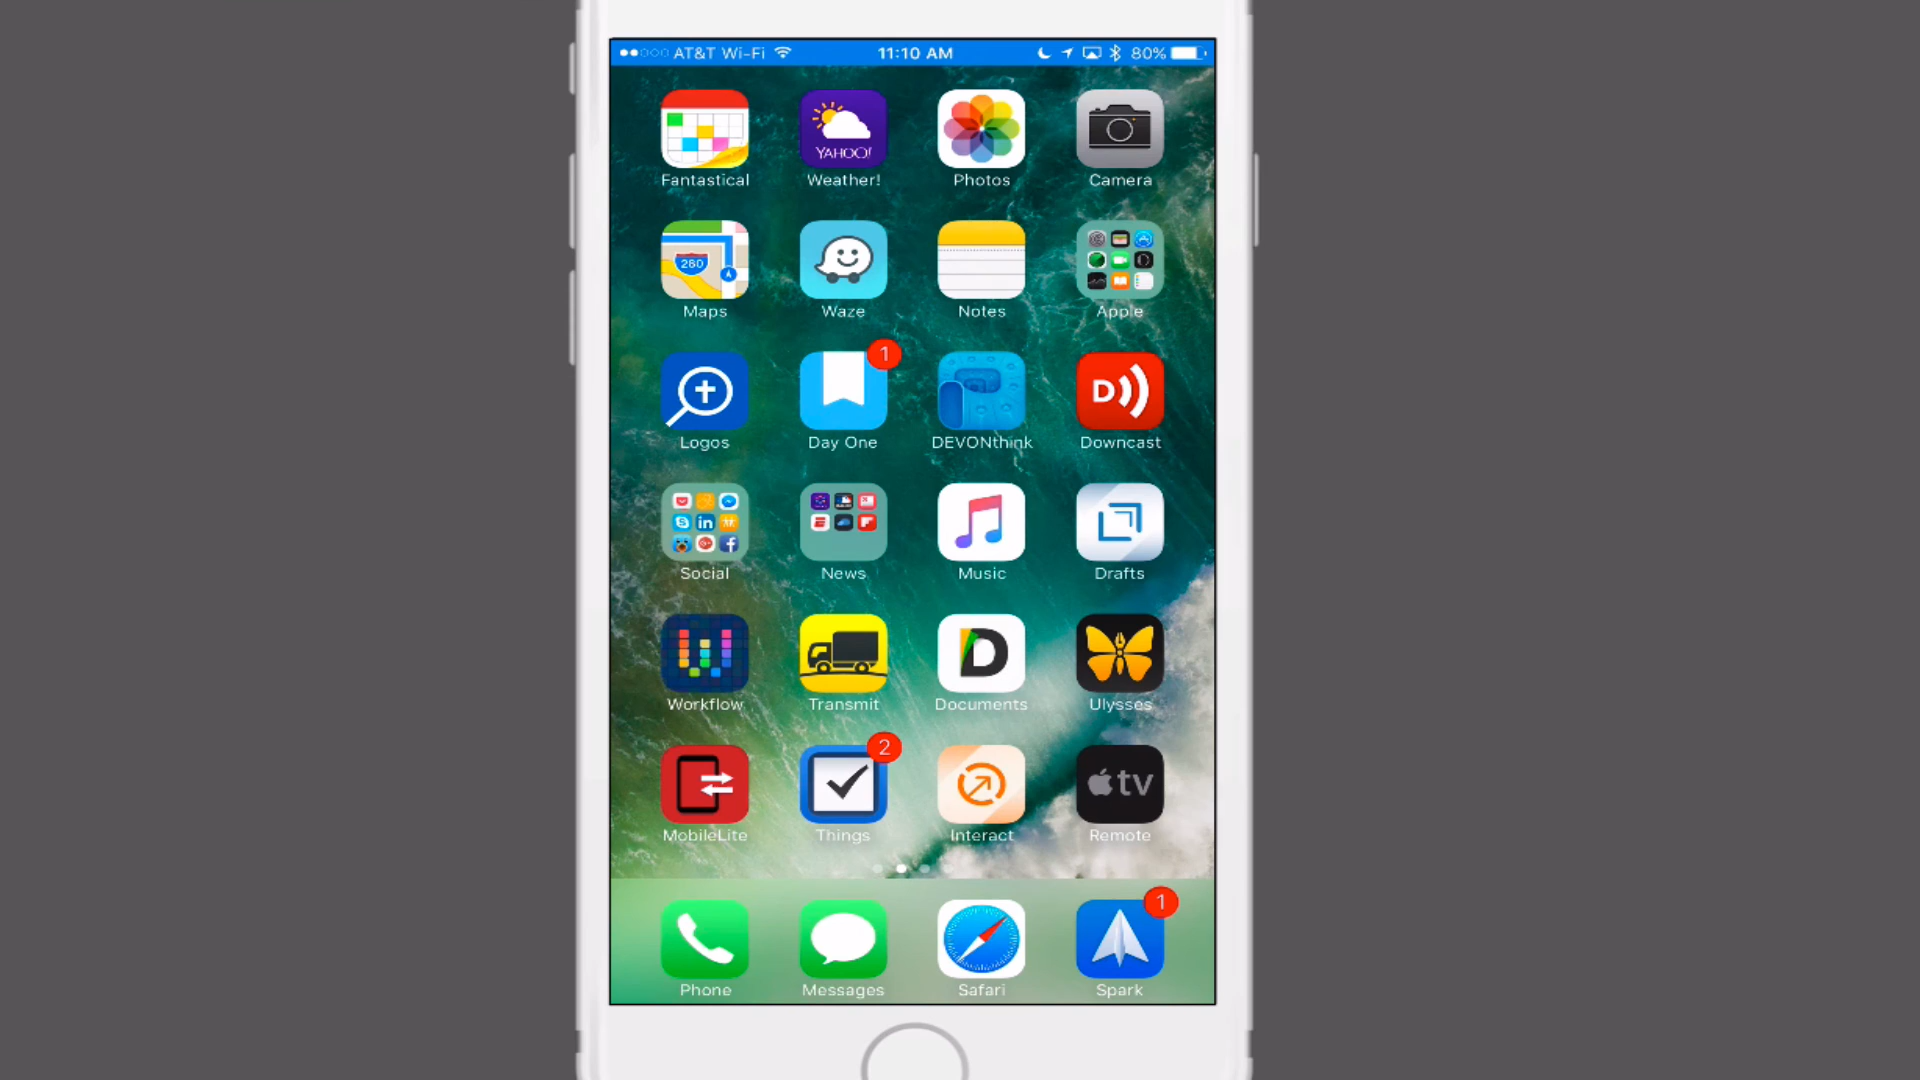 AT&T Wi-Fi 11:10 AM 80%
YAHOO!
Fantastical Weather! Photos Camera
280
Maps Waze Notes Apple
1
D
Logos Day One DEVONthink Downcast
in
Social News Music Drafts
D
Workflow Transmit Documents Ulysses
2
tv
MobileLite Things Interact Remote
1
Phone Messages Safari Spark